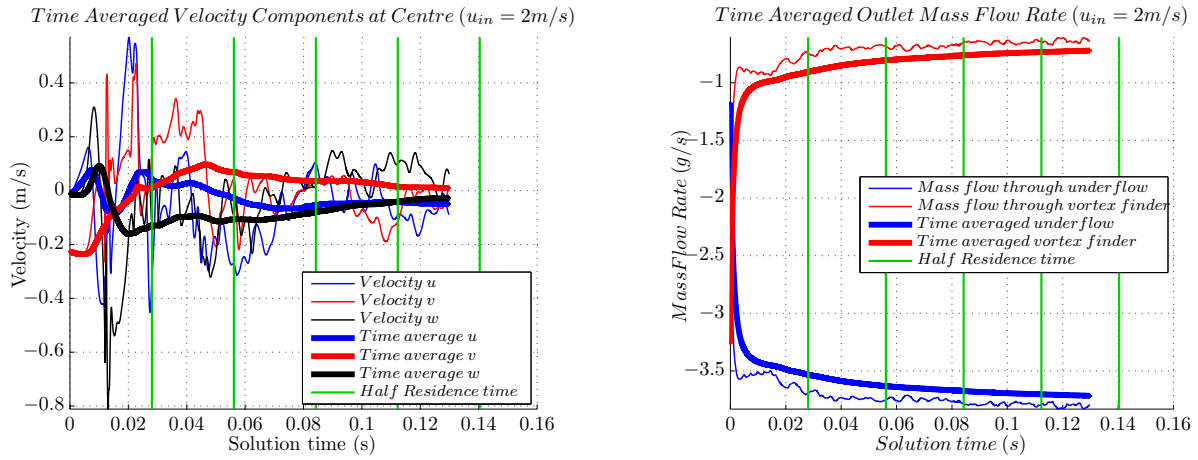 Time Averaged Velocity Components at Centre (u_in = 2m/s)
0.4
0.2
0
−0.2
−0.4
−0.6
−0.8
Velocity (m/s)
0
0.02
0.04
0.06
0.08
0.1
0.12
0.14
0.16
Solution time (s)
Velocity u
Velocity v
Velocity w
Time average u
Time average v
Time average w
Half Residence time
Time Averaged Outlet Mass Flow Rate (u_in = 2m/s)
−1
−1.5
−2
−2.5
−3
−3.5
MassFlow Rate (g/s)
0
0.02
0.04
0.06
0.08
0.1
0.12
0.14
0.16
Solution time (s)
Mass flow through underflow
Mass flow through vortex finder
Time averaged underflow
Time averaged vortex finder
Half Residence time